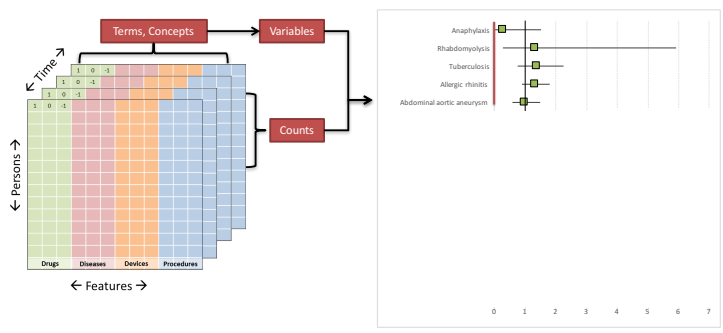 Terms, Concepts
Variables
← Time →
1 0 -1
1 0 -1
1 0 -1
1 0 -1
Counts
← Persons →
Drugs Diseases Devices Procedures
← Features →
Anaphylaxis
Rhabdomyolysis
Tuberculosis
Allergic rhinitis
Abdominal aortic aneurysm
0 1 2 3 4 5 6 7